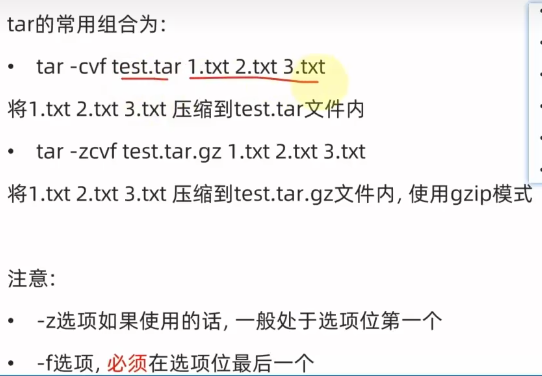 tar的常用组合为:
• tar -cvf test.tar 1.txt 2.txt 3.txt
将1.txt 2.txt 3.txt 压缩到test.tar文件内
• tar -zcvf test.tar.gz 1.txt 2.txt 3.txt
将1.txt 2.txt 3.txt 压缩到test.tar.gz文件内, 使用gzip模式
注意:
• -z选项如果使用的话, 一般处于选项位第一个
• -f选项, 必须在选项位最后一个